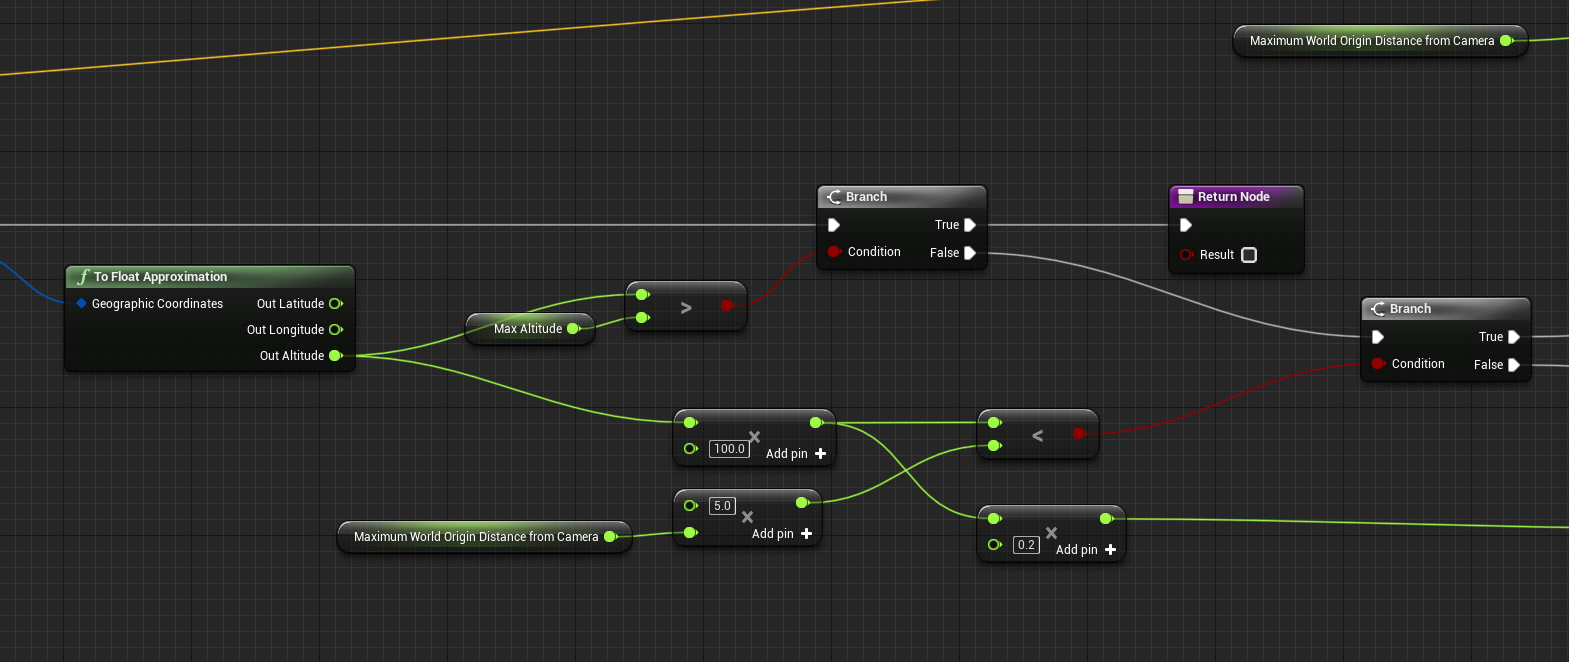 Maximum World Origin Distance from Camera
Branch
True
Condition
False
Return Node
Result
To Float Approximation
Geographic Coordinates
Out Latitude
Out Longitude
Out Altitude
Max Altitude
>
Branch
True
Condition
False
100.0
×
Add pin +
<
5.0
×
Add pin +
Maximum World Origin Distance from Camera
0.2
×
Add pin +